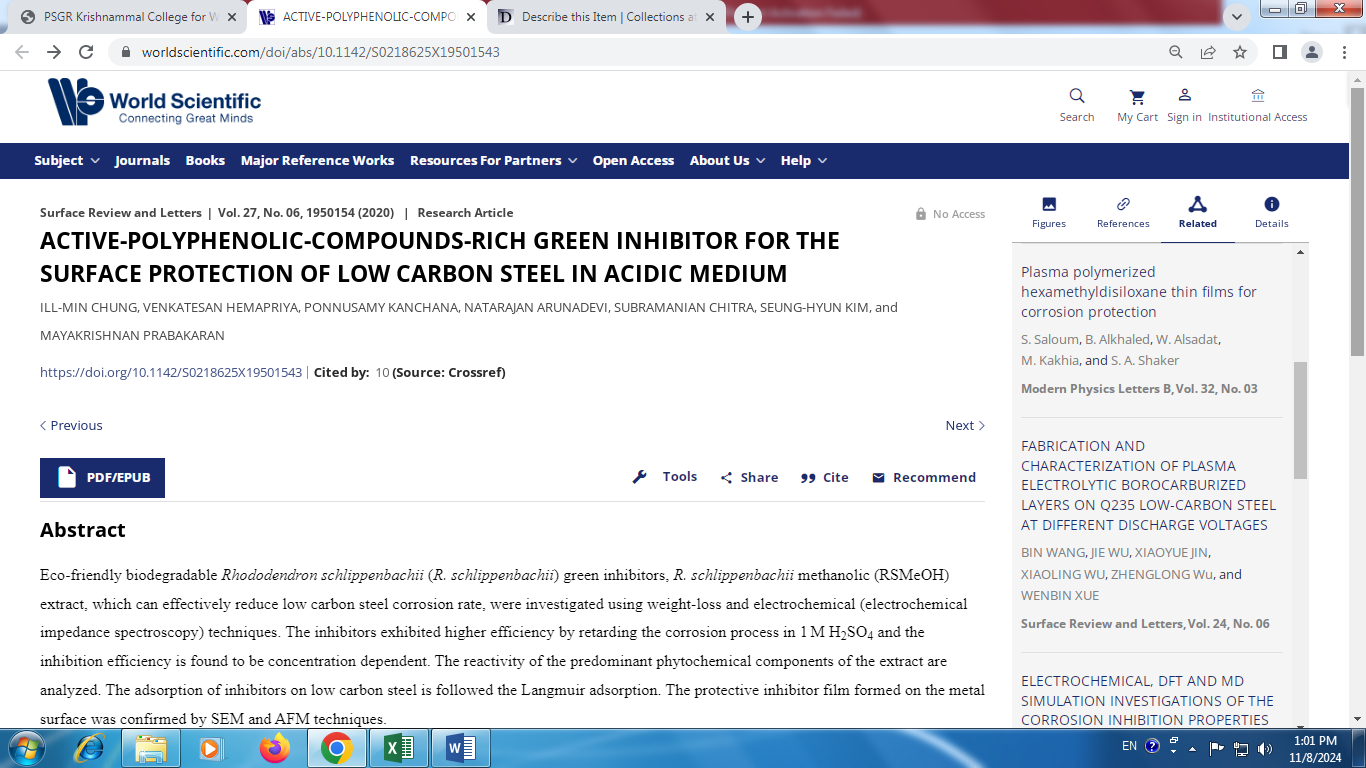 PSGR Krishnammal College for W
ACTIVE-POLYPHENOLIC-COMPO
Describe this Item | Collections a
worldscientific.com/doi/abs/10.1142/S0218625X19501543
World Scientific
Connecting Great Minds
Search
My Cart
Sign in
Institutional Access
Subject
Journals
Books
Major Reference Works
Resources For Partners
Open Access
About Us
Help
Surface Review and Letters | Vol. 27, No. 06, 1950154 (2020) | Research Article
No Access
ACTIVE-POLYPHENOLIC-COMPOUNDS-RICH GREEN INHIBITOR FOR THE
SURFACE PROTECTION OF LOW CARBON STEEL IN ACIDIC MEDIUM
ILL-MIN CHUNG, VENKATESAN HEMAPRIYA, PONNUSAMY KANCHANA, NATARAJAN ARUNADEVI, SUBRAMANIAN CHITRA, SEUNG-HYUN KIM, and
MAYAKRISHNAN PRABAKARAN
https://doi.org/10.1142/S0218625X19501543 | Cited by: 10 (Source: Crossref)
Previous
Next
PDF/EPUB
Tools
Share
Cite
Recommend
Abstract
Eco-friendly biodegradable Rhododendron schlippenbachii (R. schlippenbachii) green inhibitors, R. schlippenbachii methanolic (RSMeOH)
extract, which can effectively reduce low carbon steel corrosion rate, were investigated using weight-loss and electrochemical (electrochemical
impedance spectroscopy) techniques. The inhibitors exhibited higher efficiency by retarding the corrosion process in 1 M H₂SO₄ and the
inhibition efficiency is found to be concentration dependent. The reactivity of the predominant phytochemical components of the extract are
analyzed. The adsorption of inhibitors on low carbon steel is followed the Langmuir adsorption. The protective inhibitor film formed on the metal
surface was confirmed by SEM and AFM techniques.
Figures
References
Related
Details
Plasma polymerized
hexamethyldisiloxane thin films for
corrosion protection
S. Saloum, B. Alkhaled, W. Alsadat,
M. Kakhia, and S. A. Shaker
Modern Physics Letters B, Vol. 32, No. 03
FABRICATION AND
CHARACTERIZATION OF PLASMA
ELECTROLYTIC BOROCARBURIZED
LAYERS ON Q235 LOW-CARBON STEEL
AT DIFFERENT DISCHARGE VOLTAGES
BIN WANG, JIE WU, XIAOYUE JIN,
XIAOLING WU, ZHENGLONG Wu, and
WENBIN XUE
Surface Review and Letters, Vol. 24, No. 06
ELECTROCHEMICAL, DFT AND MD
SIMULATION INVESTIGATIONS OF THE
CORROSION INHIBITION PROPERTIES
EN
1:01 PM
11/8/2024